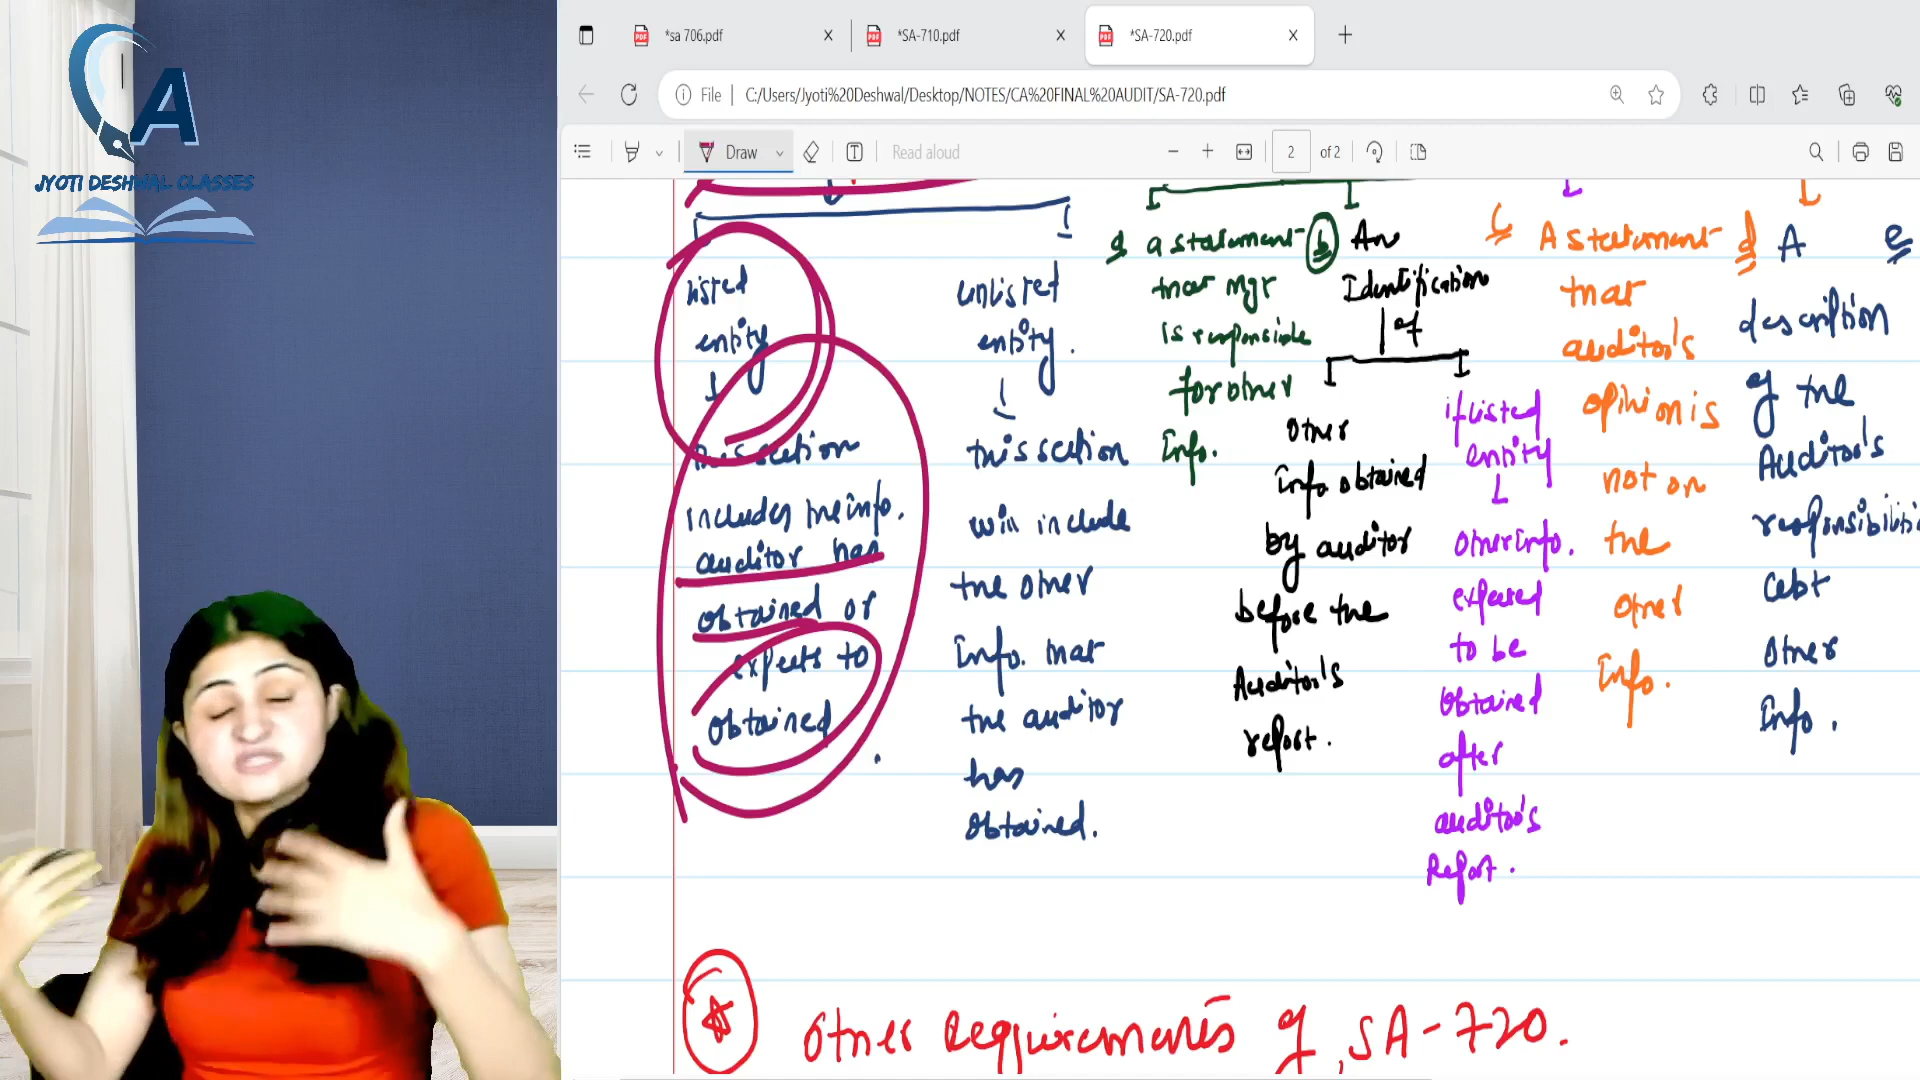 CA
JYOTI DESHWAL CLASSES
*sa 706.pdf
*SA-710.pdf
*SA-720.pdf
File
C:/Users/Jyoti%20Deshwal/Desktop/NOTES/CA%20FINAL%20AUDIT/SA-720.pdf
Draw
Read aloud
2
of 2
listed
entity
this section
includes the info.
auditor has
obtained or
expects to
obtained
.
unlisted
entity.
this section
will include
the other
Info. that
the auditor
has
obtained.
a
a statement
that mgr
is responsible
for other
Info.
b
An
Identification
of
other
Info obtained
by auditor
before the
Auditor's
report.
if listed
entity
other info.
expected
to be
obtained
after
auditor's
Report.
c
A statement
that
auditor's
opinion is
not on
the
other
Info.
d
A
description
of the
Auditor's
cabt
other
Info.
e
Other Requirements of SA-720.